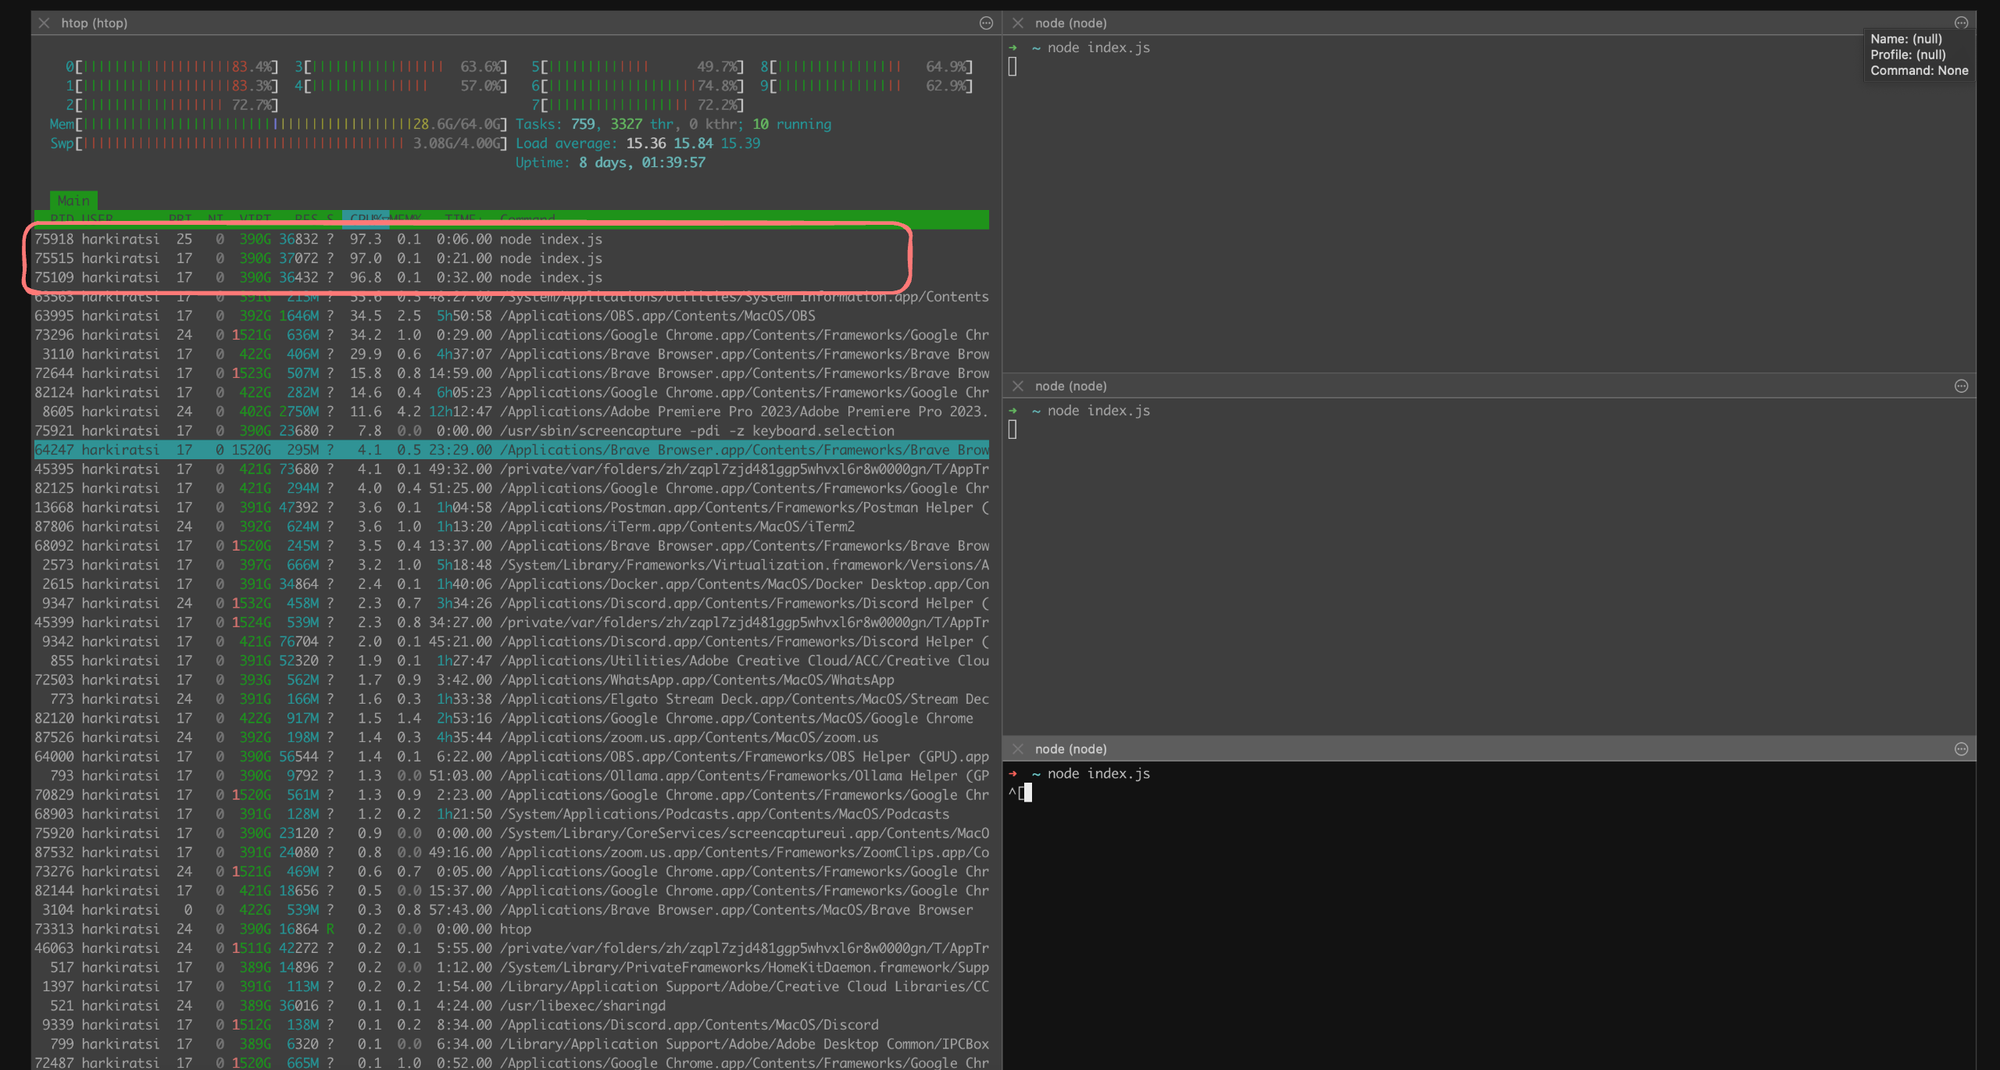 htop (htop)
0[83.4%] 3[63.6%] 5[49.7%] 8[64.9%]
1[83.3%] 4[57.0%] 6[74.8%] 9[62.9%]
2[72.7%] 7[72.2%]
Mem[28.6G/64.0G] Tasks: 759, 3327 thr, 0 kthr; 10 running
Swp[3.08G/4.00G] Load average: 15.36 15.84 15.39
Uptime: 8 days, 01:39:57
Main
PID USER PRI NI VIRT RES S CPU% MEM% TIME+ Command
75918 harkiratsi 25 0 390G 36832 ? 97.3 0.1 0:06.00 node index.js
75515 harkiratsi 17 0 390G 37072 ? 97.0 0.1 0:21.00 node index.js
75109 harkiratsi 17 0 390G 36432 ? 96.8 0.1 0:32.00 node index.js
63563 harkiratsi 17 0 391G 213M ? 35.6 0.3 48:27.00 /System/Applications/Utilities/System Information.app/Contents
63995 harkiratsi 17 0 392G 1646M ? 34.5 2.5 5h50:58 /Applications/OBS.app/Contents/MacOS/OBS
73296 harkiratsi 24 0 1521G 636M ? 34.2 1.0 0:29.00 /Applications/Google Chrome.app/Contents/Frameworks/Google Chr
3110 harkiratsi 17 0 422G 406M ? 29.9 0.6 4h37:07 /Applications/Brave Browser.app/Contents/Frameworks/Brave Brow
72644 harkiratsi 17 0 1523G 507M ? 15.8 0.8 14:59.00 /Applications/Brave Browser.app/Contents/Frameworks/Brave Brow
82124 harkiratsi 17 0 422G 282M ? 14.6 0.4 6h05:23 /Applications/Google Chrome.app/Contents/Frameworks/Google Chr
8605 harkiratsi 24 0 402G 2750M ? 11.6 4.2 12h12:47 /Applications/Adobe Premiere Pro 2023/Adobe Premiere Pro 2023.
75921 harkiratsi 17 0 390G 23680 ? 7.8 0.0 0:00.00 /usr/sbin/screencapture -pdi -z keyboard.selection
64247 harkiratsi 17 0 1520G 295M ? 4.1 0.5 23:29.00 /Applications/Brave Browser.app/Contents/Frameworks/Brave Brow
45395 harkiratsi 17 0 421G 73680 ? 4.1 0.1 49:32.00 /private/var/folders/zh/zqpl7zjd481ggp5whvxl6r8w0000gn/T/AppTr
82125 harkiratsi 17 0 421G 294M ? 4.0 0.4 51:25.00 /Applications/Google Chrome.app/Contents/Frameworks/Google Chr
13668 harkiratsi 17 0 391G 47392 ? 3.6 0.1 1h04:58 /Applications/Postman.app/Contents/Frameworks/Postman Helper (
87806 harkiratsi 24 0 392G 624M ? 3.6 1.0 1h13:20 /Applications/iTerm.app/Contents/MacOS/iTerm2
68092 harkiratsi 17 0 1520G 245M ? 3.5 0.4 13:37.00 /Applications/Brave Browser.app/Contents/Frameworks/Brave Brow
2573 harkiratsi 17 0 397G 666M ? 3.2 1.0 5h18:48 /System/Library/Frameworks/Virtualization.framework/Versions/A
2615 harkiratsi 17 0 391G 34864 ? 2.4 0.1 1h40:06 /Applications/Docker.app/Contents/MacOS/Docker Desktop.app/Con
9347 harkiratsi 24 0 1532G 458M ? 2.3 0.7 3h34:26 /Applications/Discord.app/Contents/Frameworks/Discord Helper (
45399 harkiratsi 17 0 1524G 539M ? 2.3 0.8 34:27.00 /private/var/folders/zh/zqpl7zjd481ggp5whvxl6r8w0000gn/T/AppTr
9342 harkiratsi 17 0 421G 76704 ? 2.0 0.1 45:21.00 /Applications/Discord.app/Contents/Frameworks/Discord Helper (
855 harkiratsi 17 0 391G 52320 ? 1.9 0.1 1h27:47 /Applications/Utilities/Adobe Creative Cloud/ACC/Creative Clou
72503 harkiratsi 17 0 393G 562M ? 1.7 0.9 3:42.00 /Applications/WhatsApp.app/Contents/MacOS/WhatsApp
773 harkiratsi 24 0 391G 166M ? 1.6 0.3 1h33:38 /Applications/Elgato Stream Deck.app/Contents/MacOS/Stream Dec
82120 harkiratsi 17 0 422G 917M ? 1.5 1.4 2h53:16 /Applications/Google Chrome.app/Contents/MacOS/Google Chrome
87526 harkiratsi 24 0 392G 198M ? 1.4 0.3 4h35:44 /Applications/zoom.us.app/Contents/MacOS/zoom.us
64000 harkiratsi 17 0 390G 56544 ? 1.4 0.1 6:22.00 /Applications/OBS.app/Contents/Frameworks/OBS Helper (GPU).app
793 harkiratsi 17 0 390G 9792 ? 1.3 0.0 51:03.00 /Applications/Ollama.app/Contents/Frameworks/Ollama Helper (GP
70829 harkiratsi 17 0 1520G 561M ? 1.3 0.9 2:23.00 /Applications/Google Chrome.app/Contents/Frameworks/Google Chr
68903 harkiratsi 17 0 391G 128M ? 1.2 0.2 1h21:50 /System/Applications/Podcasts.app/Contents/MacOS/Podcasts
75920 harkiratsi 17 0 390G 23120 ? 0.9 0.0 0:00.00 /System/Library/CoreServices/screencaptureui.app/Contents/MacO
87532 harkiratsi 17 0 391G 24080 ? 0.8 0.0 49:16.00 /Applications/zoom.us.app/Contents/Frameworks/ZoomClips.app/Co
73276 harkiratsi 24 0 1521G 469M ? 0.6 0.7 0:05.00 /Applications/Google Chrome.app/Contents/Frameworks/Google Chr
82144 harkiratsi 17 0 421G 18656 ? 0.5 0.0 15:37.00 /Applications/Google Chrome.app/Contents/Frameworks/Google Chr
3104 harkiratsi 0 0 422G 539M ? 0.3 0.8 57:43.00 /Applications/Brave Browser.app/Contents/MacOS/Brave Browser
73313 harkiratsi 24 0 390G 16864 R 0.2 0.0 0:00.00 htop
46063 harkiratsi 24 0 1511G 42272 ? 0.2 0.1 5:55.00 /private/var/folders/zh/zqpl7zjd481ggp5whvxl6r8w0000gn/T/AppTr
517 harkiratsi 17 0 389G 14896 ? 0.2 0.0 1:12.00 /System/Library/PrivateFrameworks/HomeKitDaemon.framework/Supp
1397 harkiratsi 17 0 391G 113M ? 0.2 0.2 1:54.00 /Library/Application Support/Adobe/Creative Cloud Libraries/CC
521 harkiratsi 24 0 389G 36016 ? 0.1 0.1 4:24.00 /usr/libexec/sharingd
9339 harkiratsi 17 0 1512G 138M ? 0.1 0.2 8:34.00 /Applications/Discord.app/Contents/MacOS/Discord
799 harkiratsi 17 0 389G 6320 ? 0.1 0.0 6:34.00 /Library/Application Support/Adobe/Adobe Desktop Common/IPCBox
72487 harkiratsi 17 0 1520G 665M ? 0.1 1.0 0:52.00 /Applications/Google Chrome.app/Contents/Frameworks/Google Chr
node (node)
➜ ~ node index.js
Name: (null)
Profile: (null)
Command: None
node (node)
➜ ~ node index.js
node (node)
➜ ~ node index.js
^[